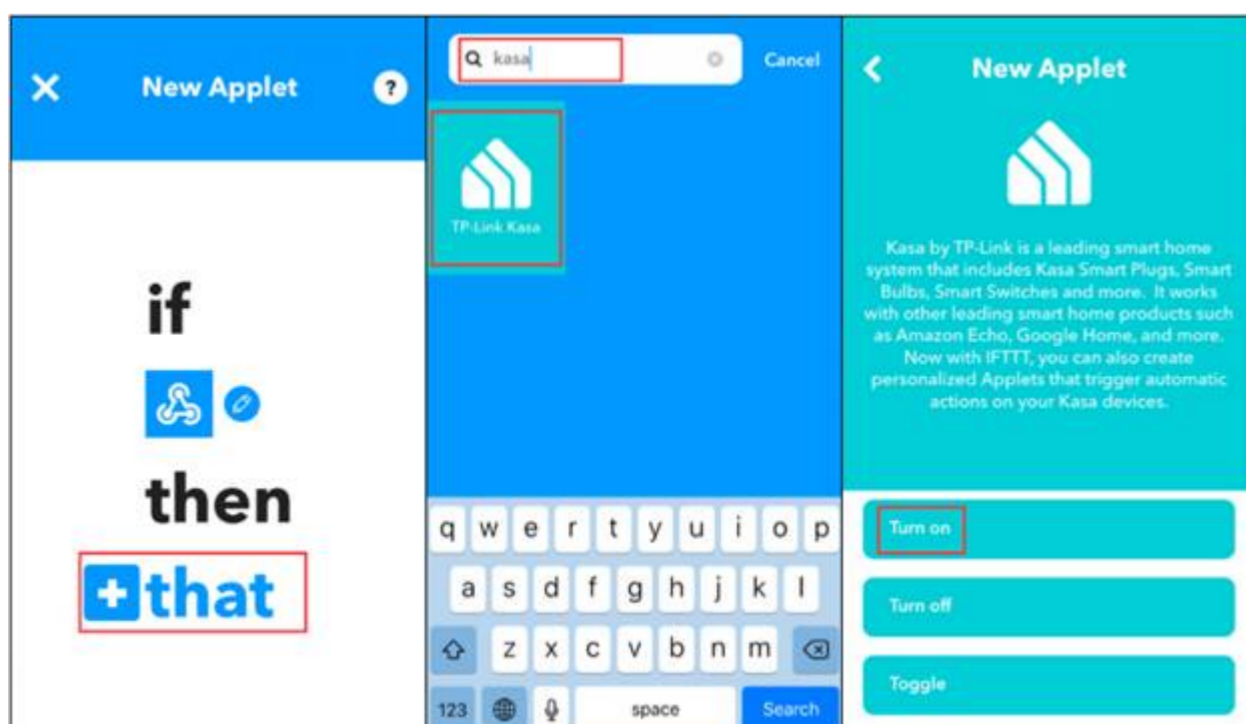 New Applet
?
if
then
+that
kasa
Cancel
TP-Link Kasa
q w e r t y u i o p
a s d f g h j k l
z x c v b n m
123
space
Search
New Applet
Kasa by TP-Link is a leading smart home
system that includes Kasa Smart Plugs, Smart
Bulbs, Smart Switches and more. It works
with other leading smart home products such
as Amazon Echo, Google Home, and more.
Now with IFTTT, you can also create
personalized Applets that trigger automatic
actions on your Kasa devices.
Turn on
Turn off
Toggle